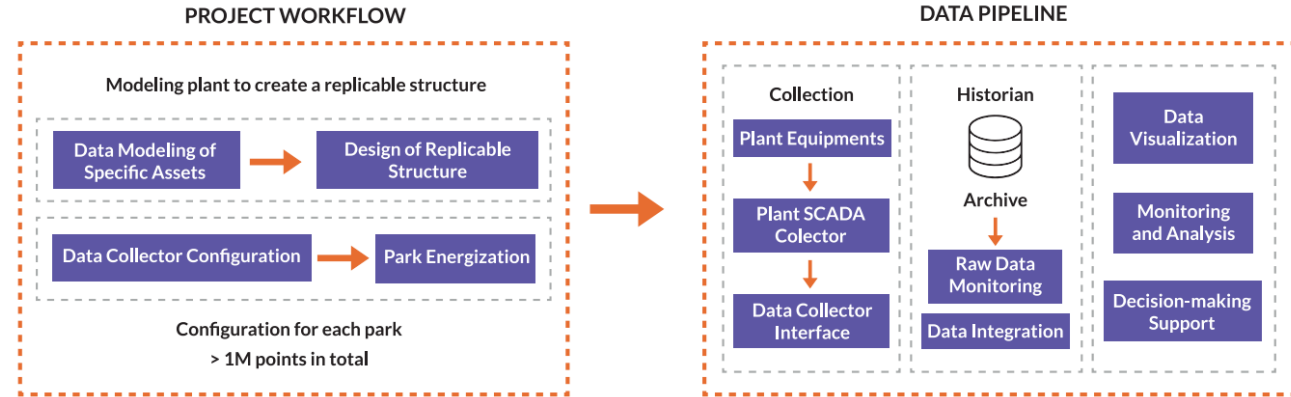 PROJECT WORKFLOW
Modeling plant to create a replicable structure
Data Modeling of
Specific Assets
Design of Replicable
Structure
Data Collector Configuration
Park Energization
Configuration for each park
> 1M points in total
DATA PIPELINE
Collection
Plant Equipments
Plant SCADA
Colector
Data Collector
Interface
Historian
Archive
Raw Data
Monitoring
Data Integration
Data
Visualization
Monitoring
and Analysis
Decision-making
Support